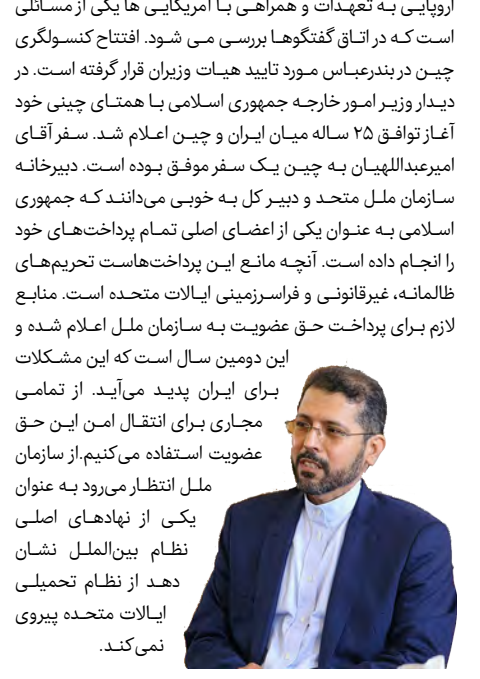 اروپایی به تعهدات و همراهی با آمریکایی ها یکی از مسائلی
است که در اتاق گفتگوها بررسی می شود. افتتاح کنسولگری
چین در بندرعباس مورد تایید هیات وزیران قرار گرفته است. در
دیدار وزیر امور خارجه جمهوری اسلامی با همتای چینی خود
آغاز توافق ۲۵ ساله میان ایران و چین اعلام شد. سفر آقای
امیرعبداللهیان به چین یک سفر موفق بوده است. دبیرخانه
سازمان ملل متحد و دبیر کل به خوبی می‌دانند که جمهوری
اسلامی به عنوان یکی از اعضای اصلی تمام پرداخت‌های خود
را انجام داده است. آنچه مانع این پرداخت‌هاست تحریم‌های
ظالمانه، غیرقانونی و فراسرزمینی ایالات متحده است. منابع
لازم برای پرداخت حق عضویت به سازمان ملل اعلام شده و
این دومین سال است که این مشکلات
برای ایران پدید می‌آید. از تمامی
مجاری برای انتقال امن این حق
عضویت استفاده می‌کنیم.از سازمان
ملل انتظار می‌رود به عنوان
یکی از نهادهای اصلی
نظام بین‌الملل نشان
دهد از نظام تحمیلی
ایالات متحده پیروی
نمی‌کند.